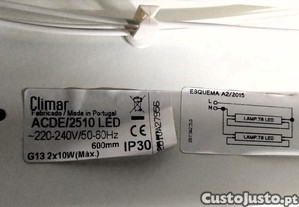 Climar
Fabricado / Made in Portugal
ACDE/2510 LED
~220-240V/50-60Hz
600mm
IP30
G13 2x10W(Máx.)
ESQUEMA A2/2015
L
N
LAMP.T8 LED
LAMP.T8 LED
CustoJusto.pt